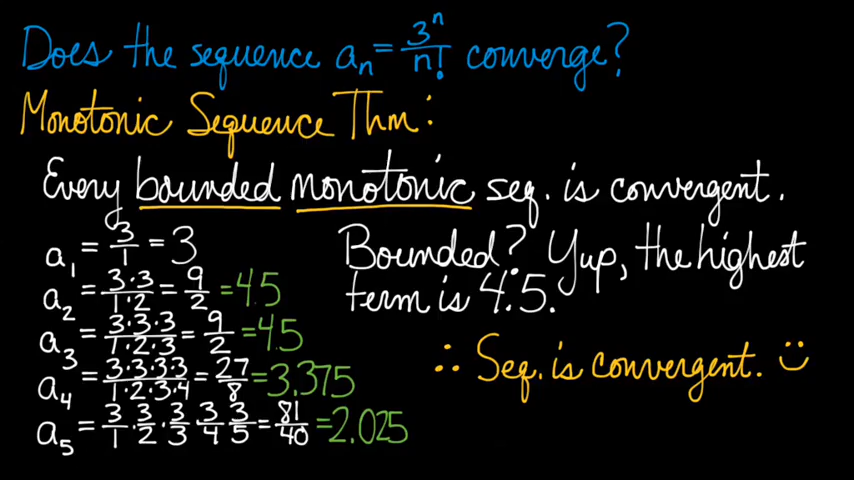 Does the sequence aₙ = 3ⁿ/n! converge?
Monotonic Sequence Thm:
Every bounded monotonic seq. is convergent.
a₁ = 3/1 = 3
a₂ = 3·3/1·2 = 9/2 = 4.5
a₃ = 3·3·3/1·2·3 = 9/2 = 4.5
a₄ = 3·3·3·3/1·2·3·4 = 27/8 = 3.375
a₅ = 3/1 · 3/2 · 3/3 · 3/4 · 3/5 = 81/40 = 2.025
Bounded? Yup, the highest
term is 4.5.
∴ Seq. is convergent. :)